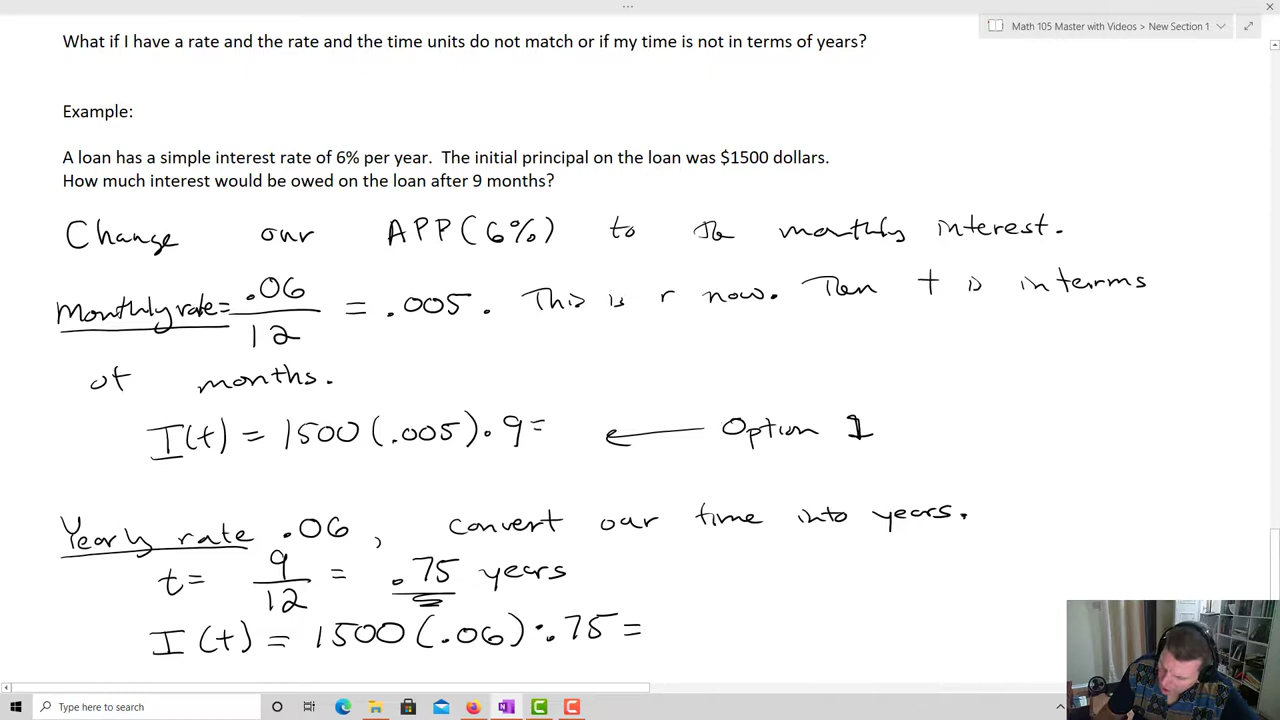 Math 105 Master with Videos > New Section 1
What if I have a rate and the rate and the time units do not match or if my time is not in terms of years?
Example:
A loan has a simple interest rate of 6% per year.  The initial principal on the loan was $1500 dollars.
How much interest would be owed on the loan after 9 months?
Change our APP(6%) to the monthly interest.
Monthly rate = .06/12 = .005. This is r now. Then t is in terms
of months.
I(t) = 1500(.005)·9= ← Option 1
Yearly rate .06, convert our time into years.
t= 9/12 = .75 years
I(t) = 1500(.06)·.75=
Type here to search